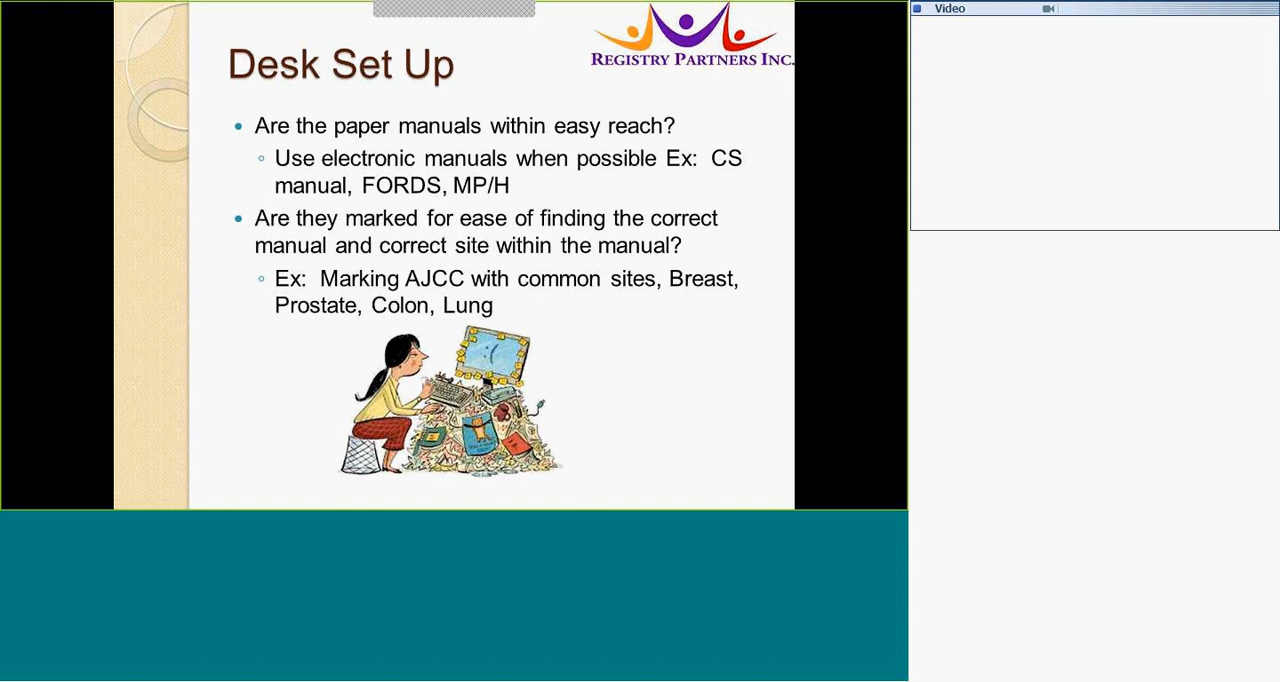 Video
REGISTRY PARTNERS INC.
Desk Set Up
Are the paper manuals within easy reach?
Use electronic manuals when possible Ex: CS
manual, FORDS, MP/H
Are they marked for ease of finding the correct
manual and correct site within the manual?
Ex: Marking AJCC with common sites, Breast,
Prostate, Colon, Lung